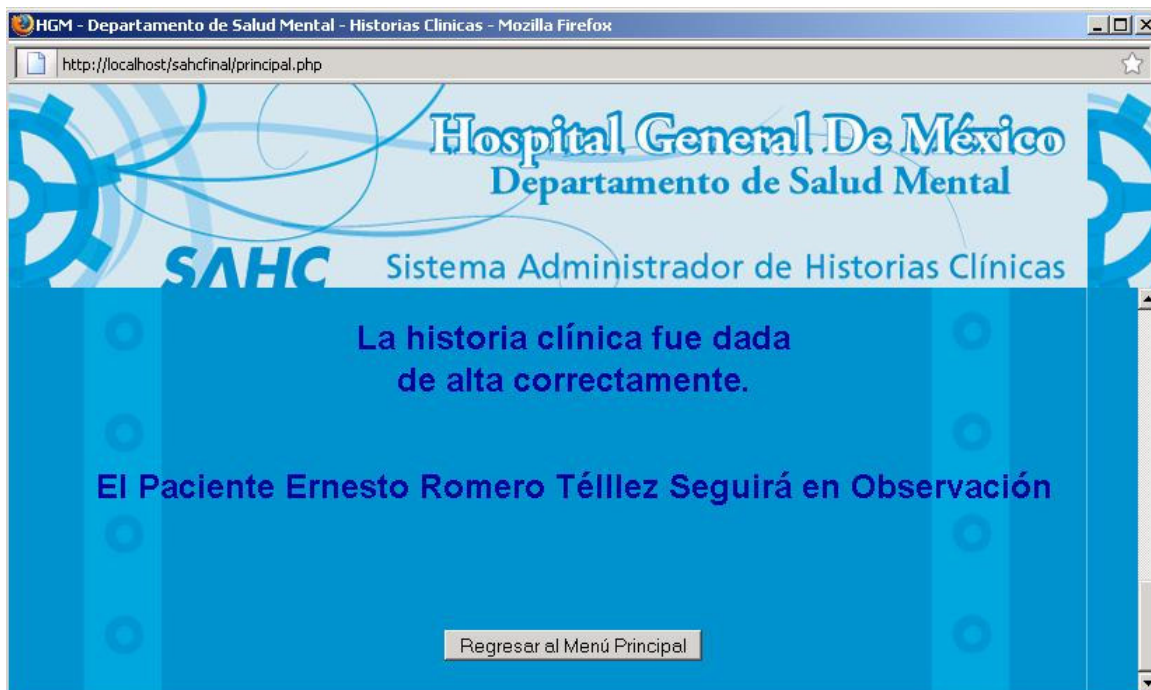 HGM - Departamento de Salud Mental - Historias Clinicas - Mozilla Firefox
http://localhost/sahcfinal/principal.php
Hospital General De México
Departamento de Salud Mental
SAHC Sistema Administrador de Historias Clínicas
La historia clínica fue dada
de alta correctamente.
El Paciente Ernesto Romero Télllez Seguirá en Observación
Regresar al Menú Principal